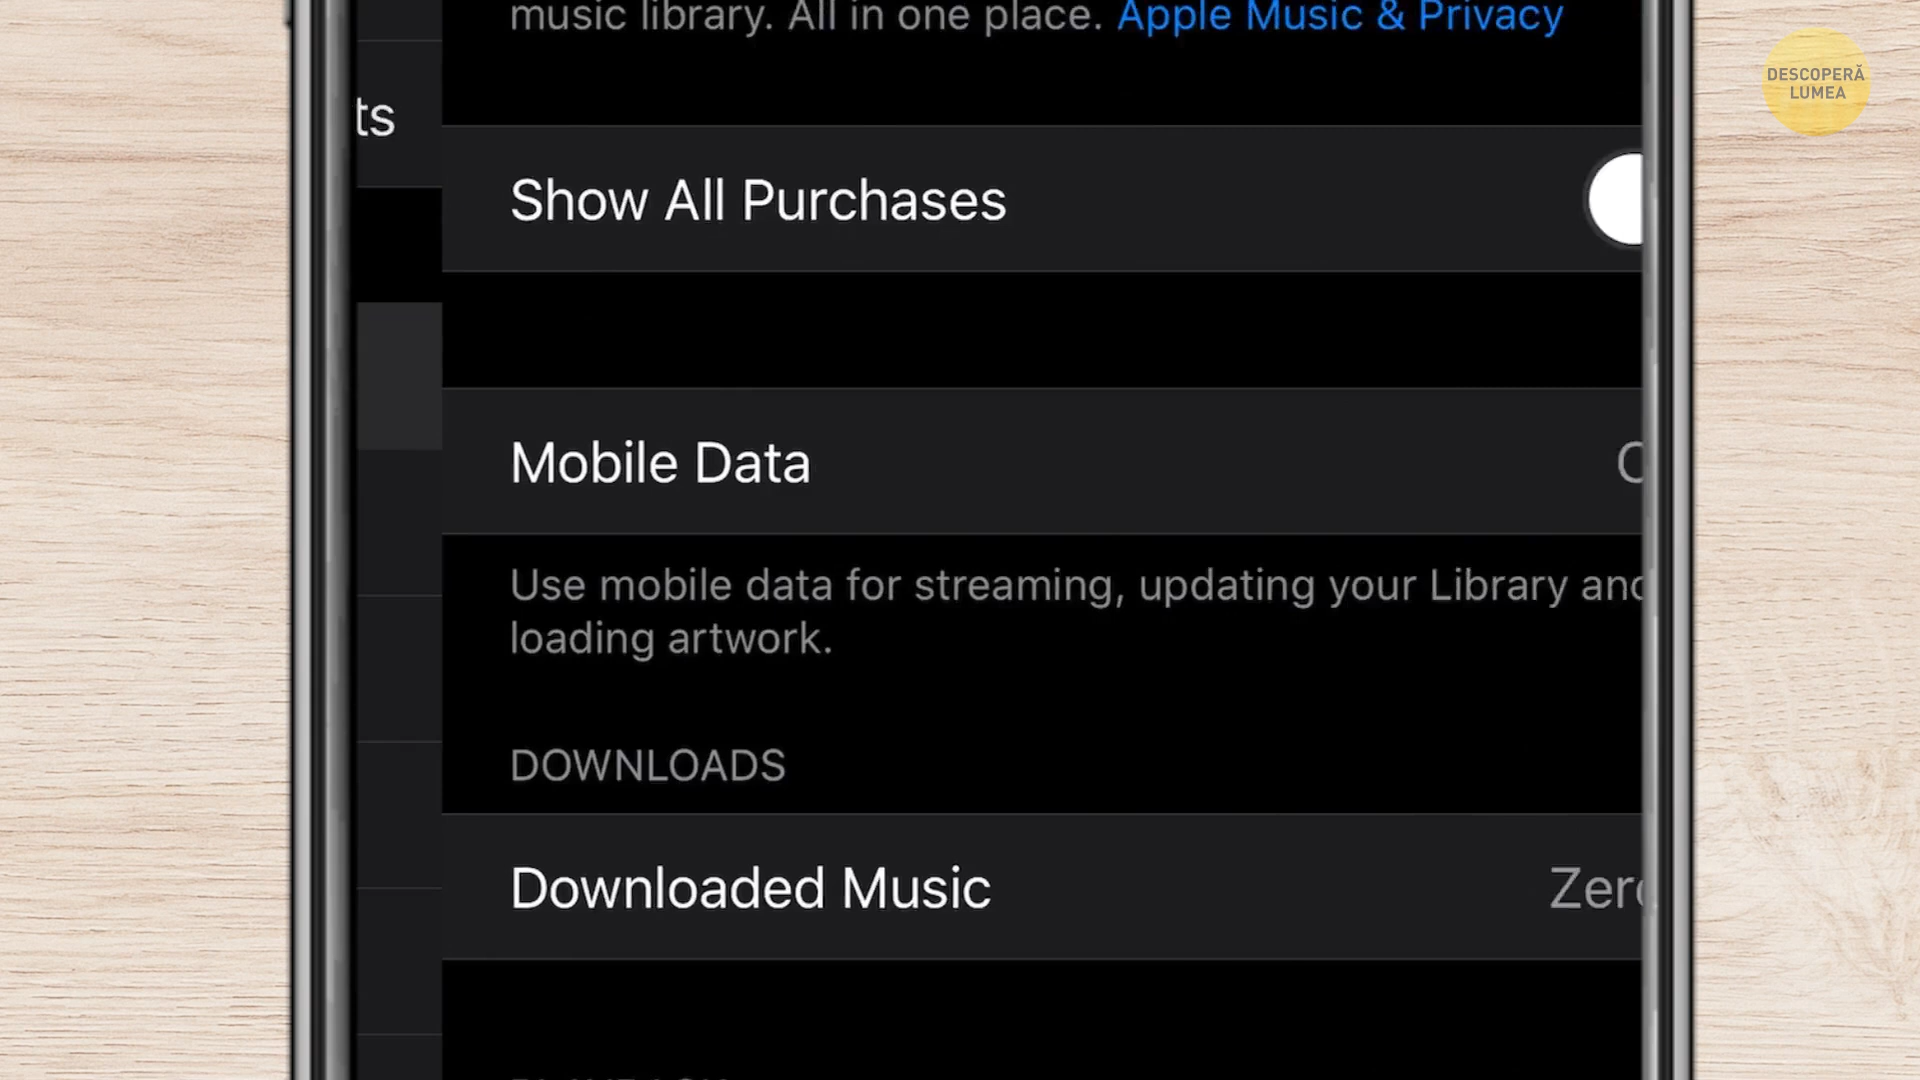 music library. All in one place. Apple Music & Privacy
DESCOPERĂ
LUMEA
ts
Show All Purchases
Mobile Data
Use mobile data for streaming, updating your Library and
loading artwork.
DOWNLOADS
Downloaded Music
Zero